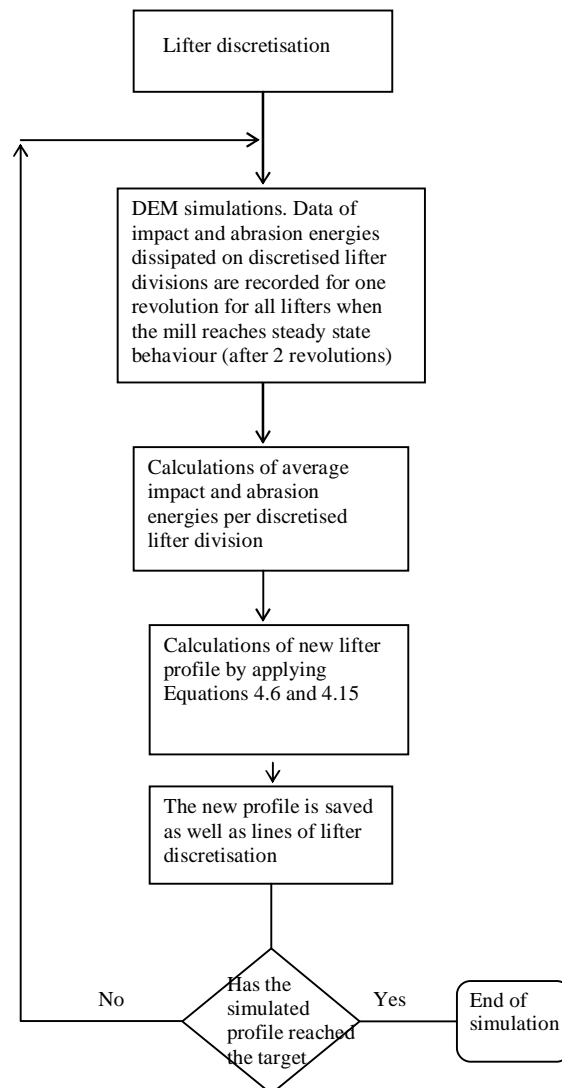 Lifter discretisation
DEM simulations. Data of
impact and abrasion energies
dissipated on discretised lifter
divisions are recorded for one
revolution for all lifters when
the mill reaches steady state
behaviour (after 2 revolutions)
Calculations of average
impact and abrasion
energies per discretised
lifter division
Calculations of new lifter
profile by applying
Equations 4.6 and 4.15
The new profile is saved
as well as lines of lifter
discretisation
No
Has the
simulated
profile reached
the target
Yes
End of
simulation